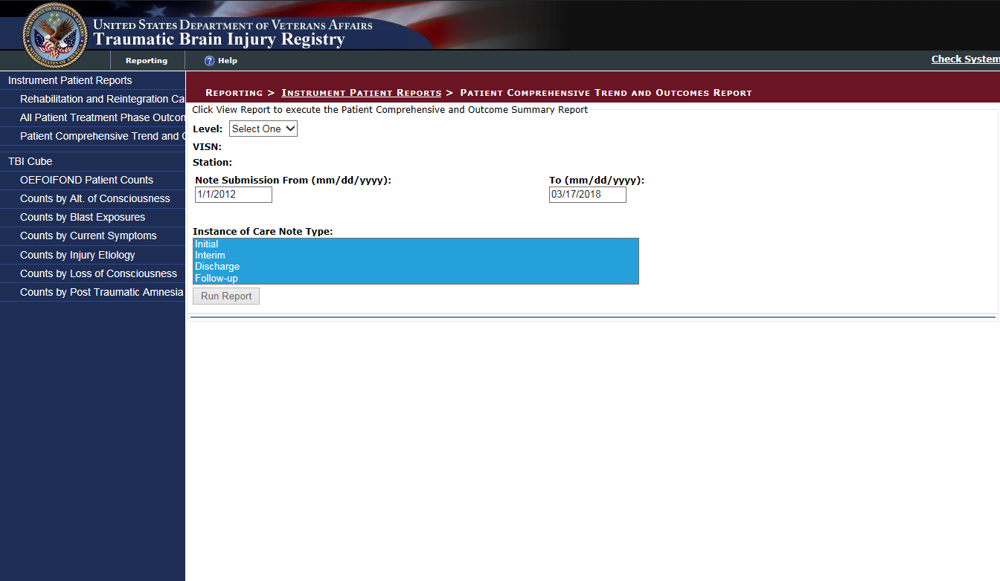 UNITED STATES DEPARTMENT OF VETERANS AFFAIRS
Traumatic Brain Injury Registry
Reporting
? Help
Check System
Instrument Patient Reports
Rehabilitation and Reintegration Ca
All Patient Treatment Phase Outcon
Patient Comprehensive Trend and O
TBI Cube
OEFOIFOND Patient Counts
Counts by Alt. of Consciousness
Counts by Blast Exposures
Counts by Current Symptoms
Counts by Injury Etiology
Counts by Loss of Consciousness
Counts by Post Traumatic Amnesia
REPORTING > INSTRUMENT PATIENT REPORTS > PATIENT COMPREHENSIVE TREND AND OUTCOMES REPORT
Click View Report to execute the Patient Comprehensive and Outcome Summary Report
Level: Select One
VISN:
Station:
Note Submission From (mm/dd/yyyy): To (mm/dd/yyyy):
1/1/2012 03/17/2018
Instance of Care Note Type:
Initial
Interim
Discharge
Follow-up
Run Report